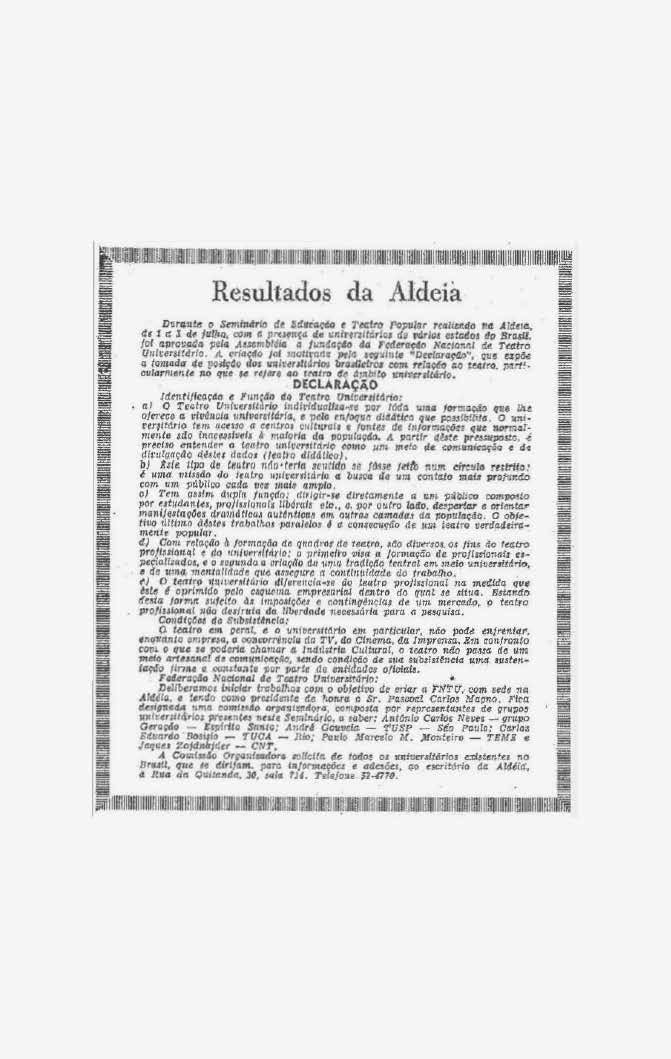 Resultados da Aldeia
Durante o Seminário de Educação e Teatro Popular realizado na Aldeia,
de 1 a 3 de julho, com a presença de universitários de vários estados do Brasil,
foi aprovada pela Assembléia a fundação da Federação Nacional de Teatro
Universitário. A criação foi motivada pela seguinte "Declaração", que expõe
a tomada de posição dos universitários brasileiros com relação ao teatro, parti-
cularmente no que se refere ao teatro de âmbito universitário.
DECLARAÇÃO
Identificação e Função do Teatro Universitário:
a) O Teatro Universitário individualiza-se por tôda uma formação que lhe
oferece a vivência universitária, e pelo enfoque didático que possibilita. O uni-
versitário tem acesso a centros culturais e fontes de informações que normal-
mente são inacessíveis à maioria da população. A partir dêste pressuposto, é
preciso entender o teatro universitário como um meio de comunicação e de
divulgação dêstes dados (teatro didático).
b) Êste tipo de teatro não teria sentido se fôsse feito num círculo restrito;
é uma missão do teatro universitário a busca de um contato mais profundo
com um público cada vez mais amplo.
c) Tem assim dupla função: dirigir-se diretamente a um público composto
por estudantes, profissionais liberais etc., e, por outro lado, despertar e orientar
manifestações dramáticas autênticas em outras camadas da população. O obje-
tivo último dêstes trabalhos paralelos é a consecução de um teatro verdadeira-
mente popular.
d) Com relação à formação de quadros de teatro, são diversos os fins do teatro
profissional e do universitário: o primeiro visa a formação de profissionais es-
pecializados, e o segundo a criação de uma tradição teatral em meio universitário,
e de uma mentalidade que assegure a continuidade do trabalho.
e) O teatro universitário diferencia-se do teatro profissional na medida que
êste é oprimido pelo esquema empresarial dentro do qual se situa. Estando
desta forma sujeito às imposições e contingências de um mercado, o teatro
profissional não desfruta da liberdade necessária para a pesquisa.
Condições de Subsistência:
O teatro em geral, e o universitário em particular, não pode enfrentar,
enquanto emprêsa, a concorrência da TV, do Cinema, da Imprensa. Em confronto
com o que se poderia chamar a Indústria Cultural, o teatro não passa de um
meio artesanal de comunicação, sendo condição de sua subsistência uma susten-
tação firme e constante por parte de entidades oficiais.
Federação Nacional de Teatro Universitário:
Deliberamos iniciar trabalhos com o objetivo de criar a FNTU, com sede na
Aldéia, e tendo como presidente de honra o Sr. Pascoal Carlos Magno. Fica
designada uma comissão organizadora, composta por representantes de grupos
universitários presentes neste Seminário, a saber: Antônio Carlos Neves — grupo
Geração — Espírito Santo; André Gouveia — TUSP — São Paulo; Carlos
Eduardo — TUCA — Rio; Paulo Marcelo M. Monteiro — TEMS e
Jaques — CNT.
A Comissão Organizadora solicita de todos os universitários existentes no
Brasil, que se dirijam, para informações e adesões, ao escritório da Aldéia,
à Rua da Quitanda, 30, sala 714. Telefone 52-4770.